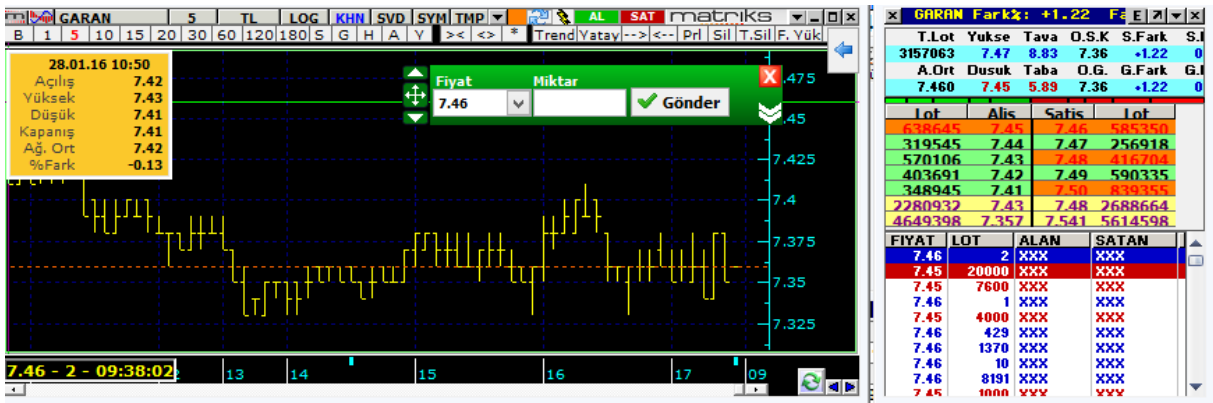 GARAN 5 TL LOG KHN SVD SYM TMP AL SAT matriks
B 1 5 10 15 20 30 60 120 180 S G H A Y >< <> * Trend Yatay --> <-- Prl Sil T.Sil F. Yük
28.01.16 10:50
Açılış 7.42
Yüksek 7.43
Düşük 7.41
Kapanış 7.41
Ağ. Ort 7.42
%Fark -0.13
Fiyat Miktar X
7.46 Gönder
.475
7.45
7.425
7.4
7.375
7.35
7.325
7.46 - 2 - 09:38:02
13 14 15 16 17 09
GARAN Fark%: +1.22 E
T.Lot Yukse Tava O.S.K S.Fark
3157063 7.47 8.83 7.36 +1.22 0
A.Ort Dusuk Taba O.G. G.Fark
7.460 7.45 5.89 7.36 +1.22 0
Lot Alis Satis Lot
638645 7.45 7.46 585350
319545 7.44 7.47 256918
570106 7.43 7.48 416704
403691 7.42 7.49 590335
348945 7.41 7.50 839355
2280932 7.43 7.48 2688664
4649398 7.357 7.541 5614598
FIYAT LOT ALAN SATAN
7.46 2 XXX XXX
7.45 20000 XXX XXX
7.45 7600 XXX XXX
7.46 1 XXX XXX
7.45 4000 XXX XXX
7.46 429 XXX XXX
7.46 1370 XXX XXX
7.46 10 XXX XXX
7.46 8191 XXX XXX
7.45 1000 XXX XXX